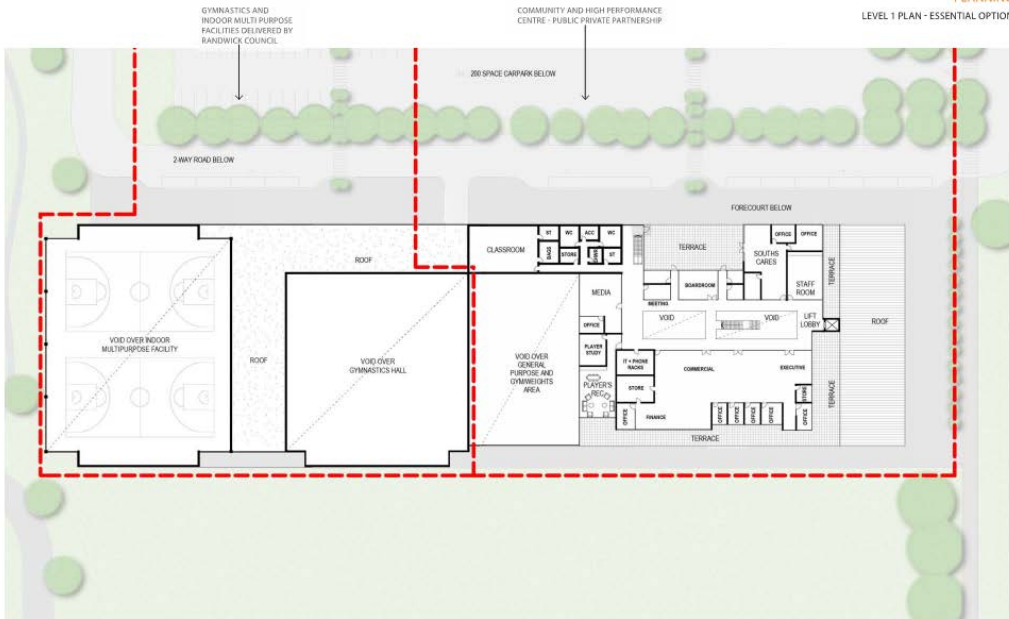 PLANNING
LEVEL 1 PLAN - ESSENTIAL OPTION
GYMNASTICS AND
INDOOR MULTI PURPOSE
FACILITIES DELIVERED BY
RANDWICK COUNCIL
COMMUNITY AND HIGH PERFORMANCE
CENTRE - PUBLIC PRIVATE PARTNERSHIP
200 SPACE CARPARK BELOW
2-WAY ROAD BELOW
FORECOURT BELOW
ROOF
CLASSROOM
ST
WC
ACC
WC
BAGS
STORE
ST
TERRACE
SOUTHS
CARES
OFFICE
OFFICE
TERRACE
STAFF
ROOM
MEDIA
BOARDROOM
MEETING
VOID
VOID
LIFT
LOBBY
ROOF
VOID OVER INDOOR
MULTIPURPOSE FACILITY
ROOF
VOID OVER
GYMNASTICS HALL
VOID OVER
GENERAL
PURPOSE AND
GYM/WEIGHTS
AREA
OFFICE
PLAYER
STUDY
PLAYER'S
REC
IT + PHONE
RACKS
STORE
COMMERCIAL
EXECUTIVE
STORE
TERRACE
OFFICE
FINANCE
OFFICE
OFFICE
OFFICE
OFFICE
OFFICE
TERRACE